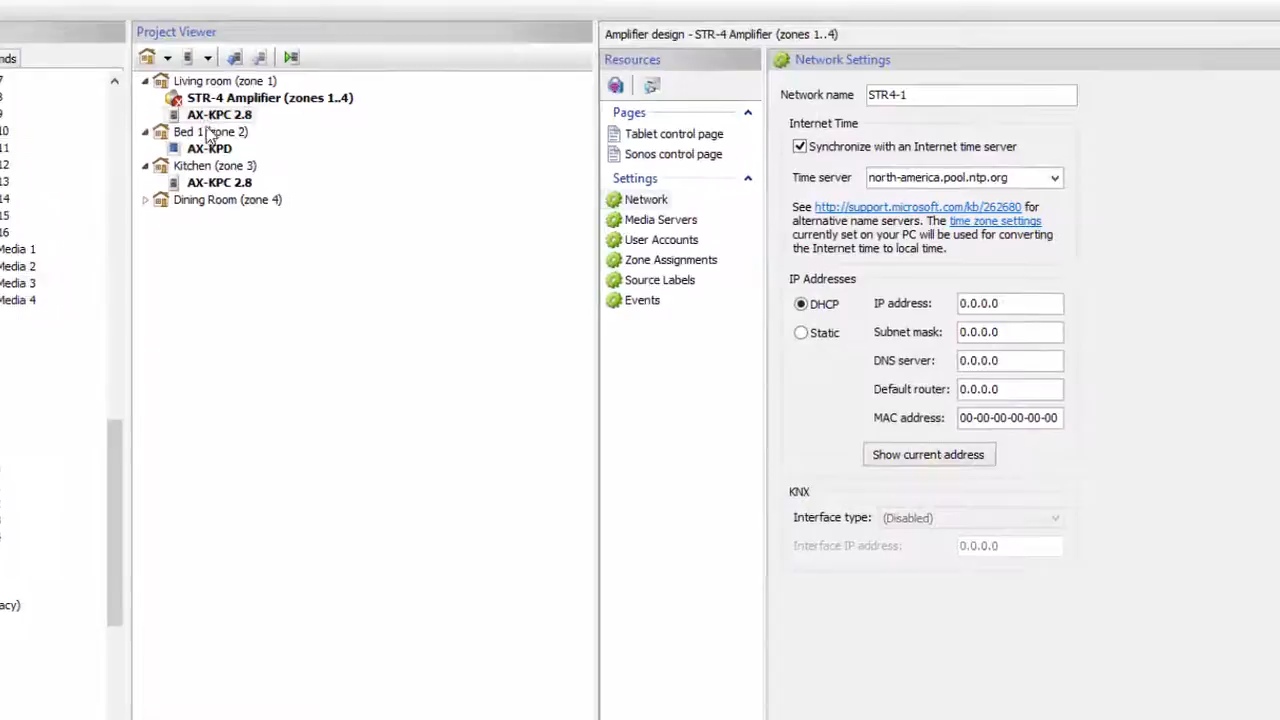 nds
7
8
9
10
11
12
13
14
15
16
Media 1
Media 2
Media 3
Media 4
acy)
Project Viewer
Living room (zone 1)
STR-4 Amplifier (zones 1..4)
AX-KPC 2.8
Bed 1 (zone 2)
AX-KPD
Kitchen (zone 3)
AX-KPC 2.8
Dining Room (zone 4)
Amplifier design - STR-4 Amplifier (zones 1..4)
Resources
Pages
Tablet control page
Sonos control page
Settings
Network
Media Servers
User Accounts
Zone Assignments
Source Labels
Events
Network Settings
Network name STR4-1
Internet Time
Synchronize with an Internet time server
Time server north-america.pool.ntp.org
See http://support.microsoft.com/kb/262680 for
alternative name servers. The time zone settings
currently set on your PC will be used for converting
the Internet time to local time.
IP Addresses
DHCP IP address: 0.0.0.0
Static Subnet mask: 0.0.0.0
DNS server: 0.0.0.0
Default router: 0.0.0.0
MAC address: 00-00-00-00-00-00
Show current address
KNX
Interface type: (Disabled)
Interface IP address: 0.0.0.0